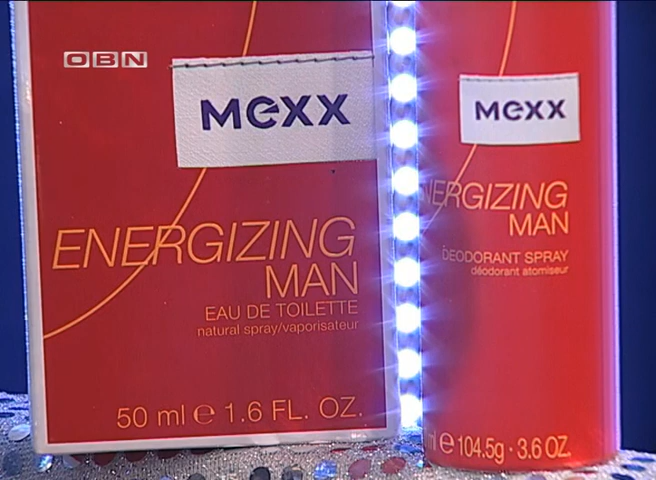 OBN
Mexx
ENERGIZING
MAN
EAU DE TOILETTE
natural spray/vaporisateur
50 ml e 1.6 FL. OZ.
Mexx
NERGIZING
MAN
DEODORANT SPRAY
déodorant atomiseur
e 104.5g · 3.6 OZ.